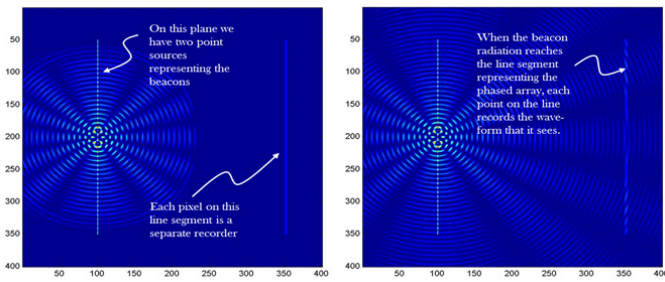 On this plane we
have two point
sources
representing the
beacons
Each pixel on this
line segment is a
separate recorder
50
100
150
200
250
300
350
400
50
100
150
200
250
300
350
400
When the beacon
radiation reaches
the line segment
representing the
phased array, each
point on the line
records the wave-
form that it sees.
50
100
150
200
250
300
350
400
50
100
150
200
250
300
350
400